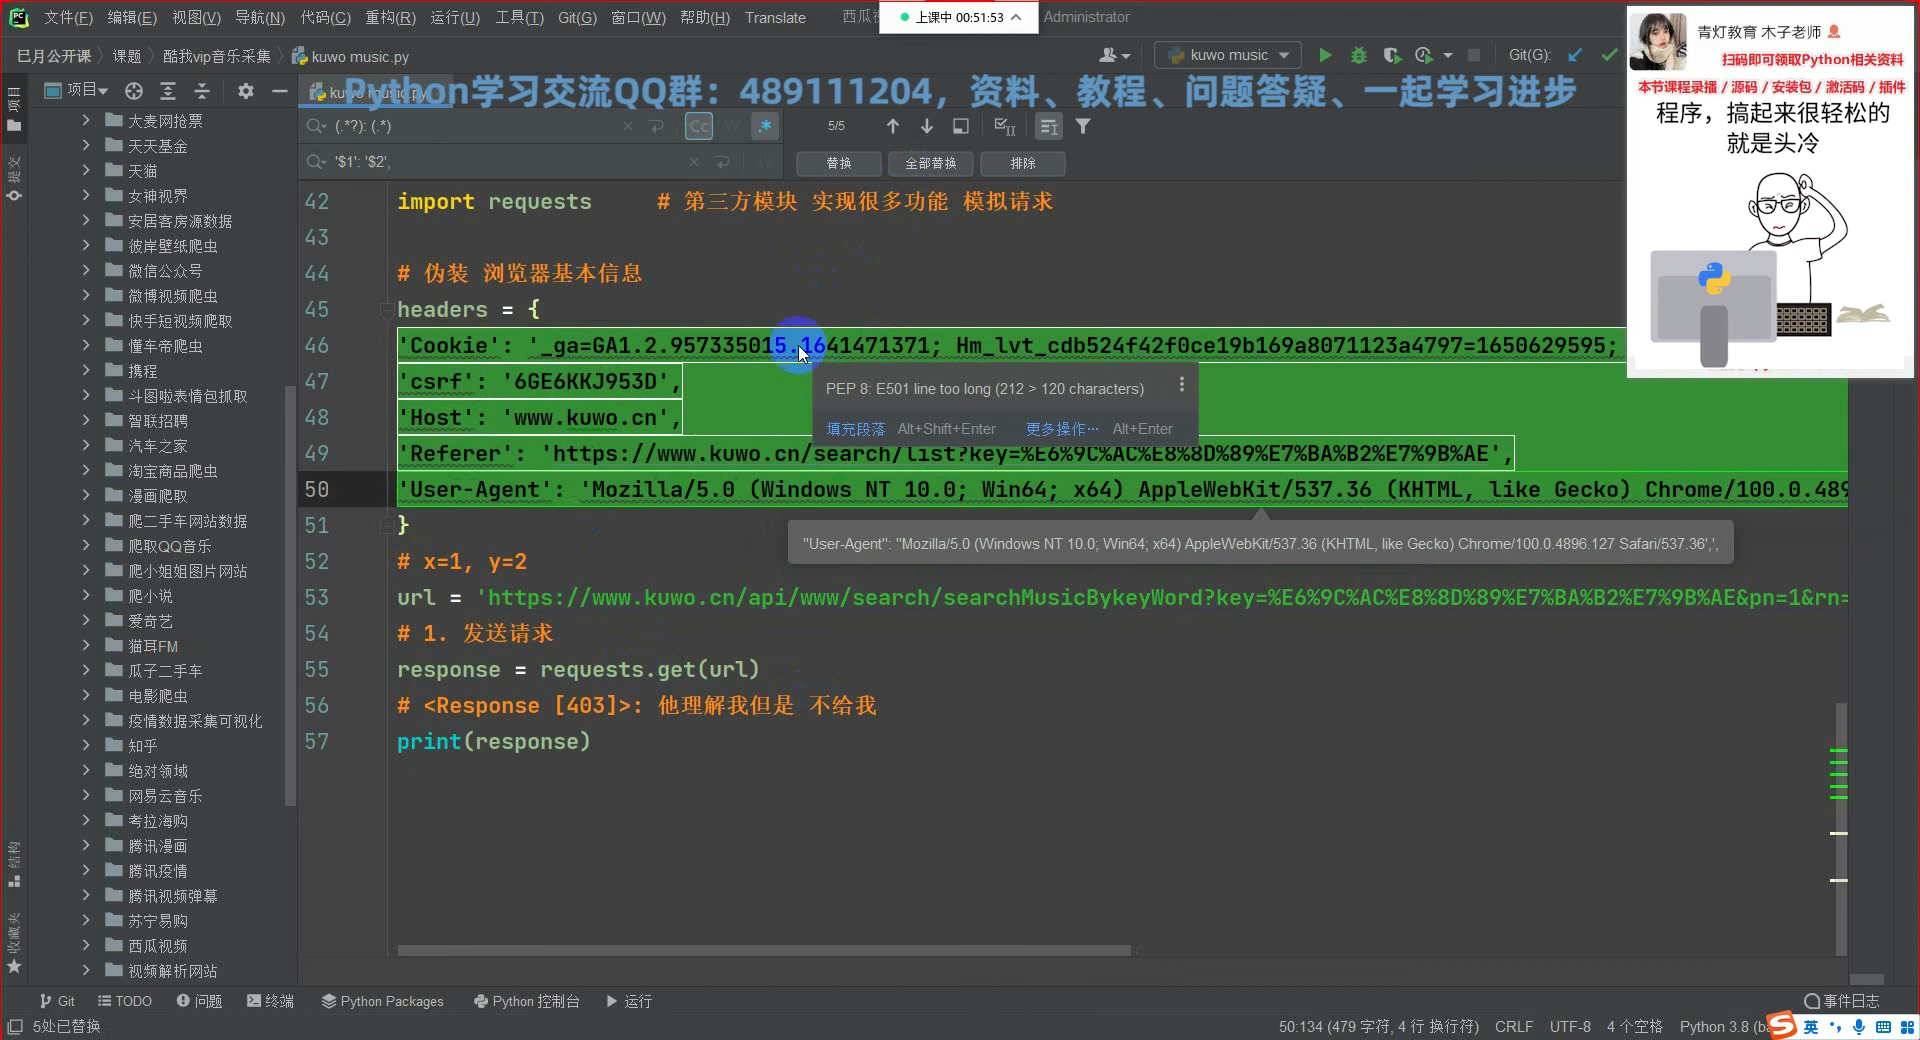 文件(F) 编辑(E) 视图(V) 导航(N) 代码(C) 重构(R) 运行(U) 工具(T) Git(G) 窗口(W) 帮助(H) Translate
上课中 00:51:53
Administrator
巳月公开课 课题 酷我vip音乐采集 kuwo music.py
kuwo music
Git(G):
项目
Python学习交流QQ群：489111204，资料、教程、问题答疑、一起学习进步
(.*?): (.*)
Cc
5/5
'$1': '$2',
替换 全部替换 排除
项目
提交
结构
收藏夹
大麦网抢票
天天基金
天猫
女神视界
安居客房源数据
彼岸壁纸爬虫
微信公众号
微博视频爬虫
快手短视频爬取
懂车帝爬虫
携程
斗图啦表情包抓取
智联招聘
汽车之家
淘宝商品爬虫
漫画爬取
爬二手车网站数据
爬取QQ音乐
爬小姐姐图片网站
爬小说
爱奇艺
猫耳FM
瓜子二手车
电影爬虫
疫情数据采集可视化
知乎
绝对领域
网易云音乐
考拉海购
腾讯漫画
腾讯疫情
腾讯视频弹幕
苏宁易购
西瓜视频
视频解析网站
42 import requests # 第三方模块 实现很多功能 模拟请求
43
44 # 伪装 浏览器基本信息
45 headers = {
46 'Cookie': '_ga=GA1.2.957335015.1641471371; Hm_lvt_cdb524f42f0ce19b169a8071123a4797=1650629595;
47 'csrf': '6GE6KKJ953D',
48 'Host': 'www.kuwo.cn',
49 'Referer': 'https://www.kuwo.cn/search/list?key=%E6%9C%AC%E8%8D%89%E7%BA%B2%E7%9B%AE',
50 'User-Agent': 'Mozilla/5.0 (Windows NT 10.0; Win64; x64) AppleWebKit/537.36 (KHTML, like Gecko) Chrome/100.0.489
51 }
52 # x=1, y=2
53 url = 'https://www.kuwo.cn/api/www/search/searchMusicBykeyWord?key=%E6%9C%AC%E8%8D%89%E7%BA%B2%E7%9B%AE&pn=1&rn=
54 # 1. 发送请求
55 response = requests.get(url)
56 # <Response [403]>: 他理解我但是 不给我
57 print(response)
PEP 8: E501 line too long (212 > 120 characters)
填充段落 Alt+Shift+Enter 更多操作… Alt+Enter
"User-Agent": "Mozilla/5.0 (Windows NT 10.0; Win64; x64) AppleWebKit/537.36 (KHTML, like Gecko) Chrome/100.0.4896.127 Safari/537.36',',
青灯教育 木子老师
扫码即可领取Python相关资料
本节课程录播 / 源码 / 安装包 / 激活码 / 插件
程序，搞起来很轻松的
就是头冷
Git TODO 问题 终端 Python Packages Python 控制台 运行
事件日志
5处已替换
50:134 (479 字符, 4 行 换行符) CRLF UTF-8 4 个空格 Python 3.8
英